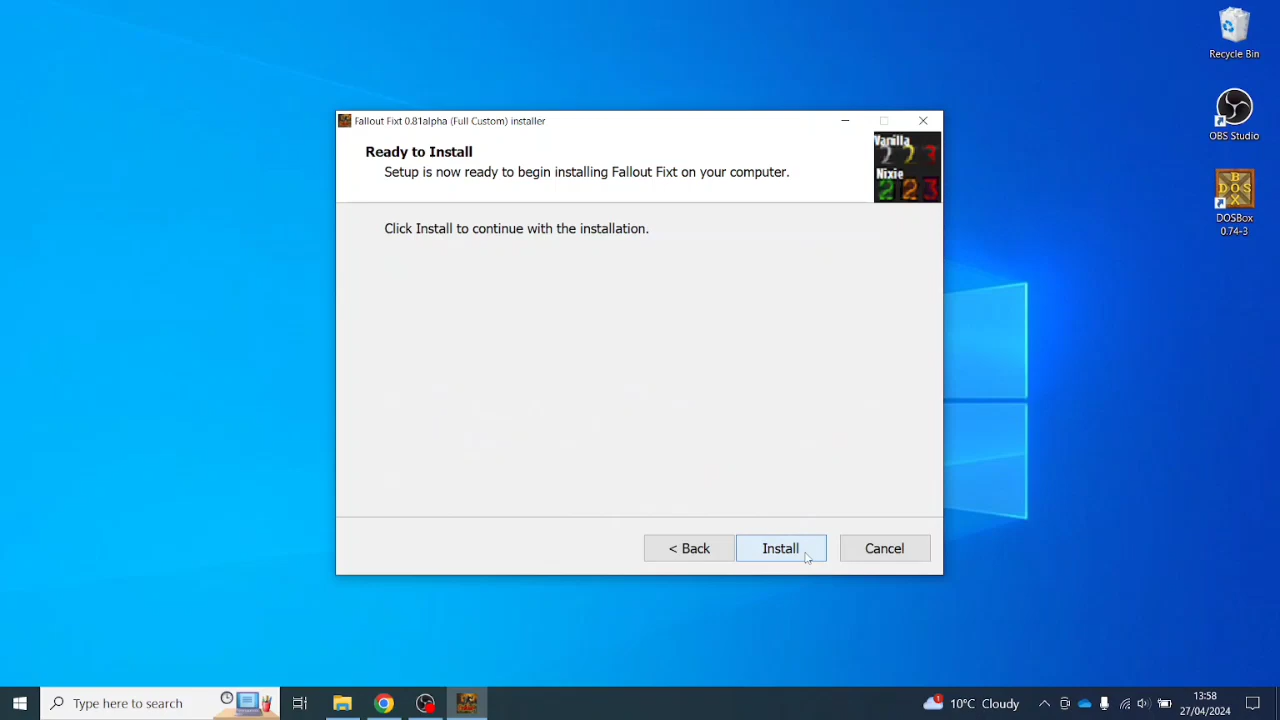 Recycle Bin
OBS Studio
DOSBox
0.74-3
Fallout Fixt 0.81alpha (Full Custom) installer
Ready to Install
Setup is now ready to begin installing Fallout Fixt on your computer.
Vanilla
Nixie
Click Install to continue with the installation.
< Back
Install
Cancel
Type here to search
10°C Cloudy
13:58
27/04/2024